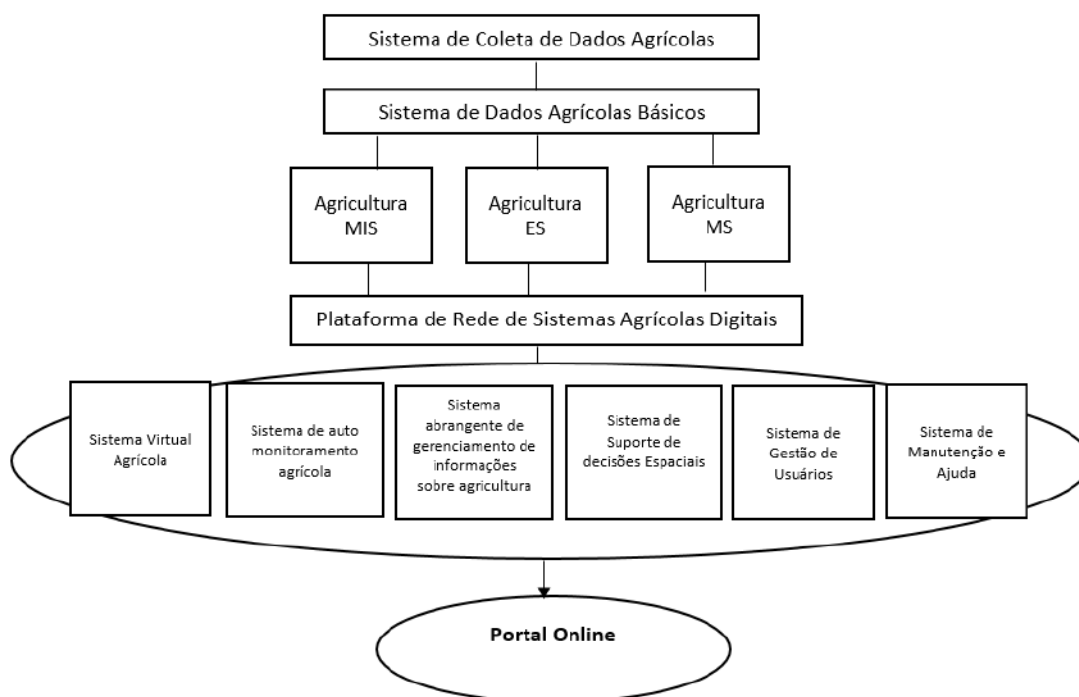 Sistema de Coleta de Dados Agrícolas
Sistema de Dados Agrícolas Básicos
Agricultura
MIS
Agricultura
ES
Agricultura
MS
Plataforma de Rede de Sistemas Agrícolas Digitais
Sistema Virtual
Agrícola
Sistema de auto
monitoramento
agrícola
Sistema
abrangente de
gerenciamento de
informações
sobre agricultura
Sistema de
Suporte de
decisões Espaciais
Sistema de
Gestão de
Usuários
Sistema de
Manutenção e
Ajuda
Portal Online